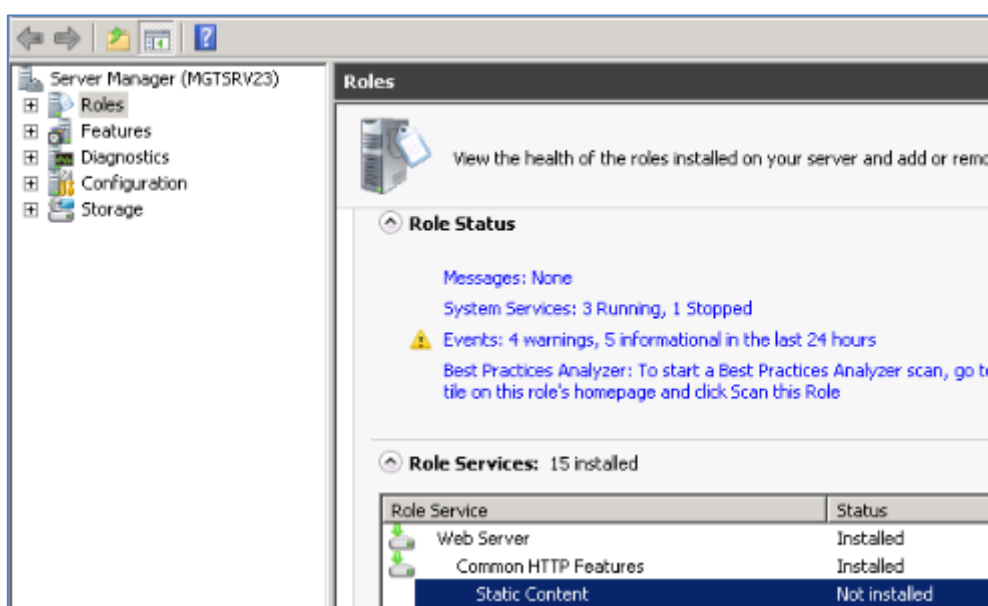 Server Manager (MGTSRV23)
Roles
Features
Diagnostics
Configuration
Storage
Roles
View the health of the roles installed on your server and add or remo
Role Status
Messages: None
System Services: 3 Running, 1 Stopped
Events: 4 warnings, 5 informational in the last 24 hours
Best Practices Analyzer: To start a Best Practices Analyzer scan, go to
tile on this role's homepage and click Scan this Role
Role Services: 15 installed
Role Service Status
Web Server Installed
Common HTTP Features Installed
Static Content Not installed